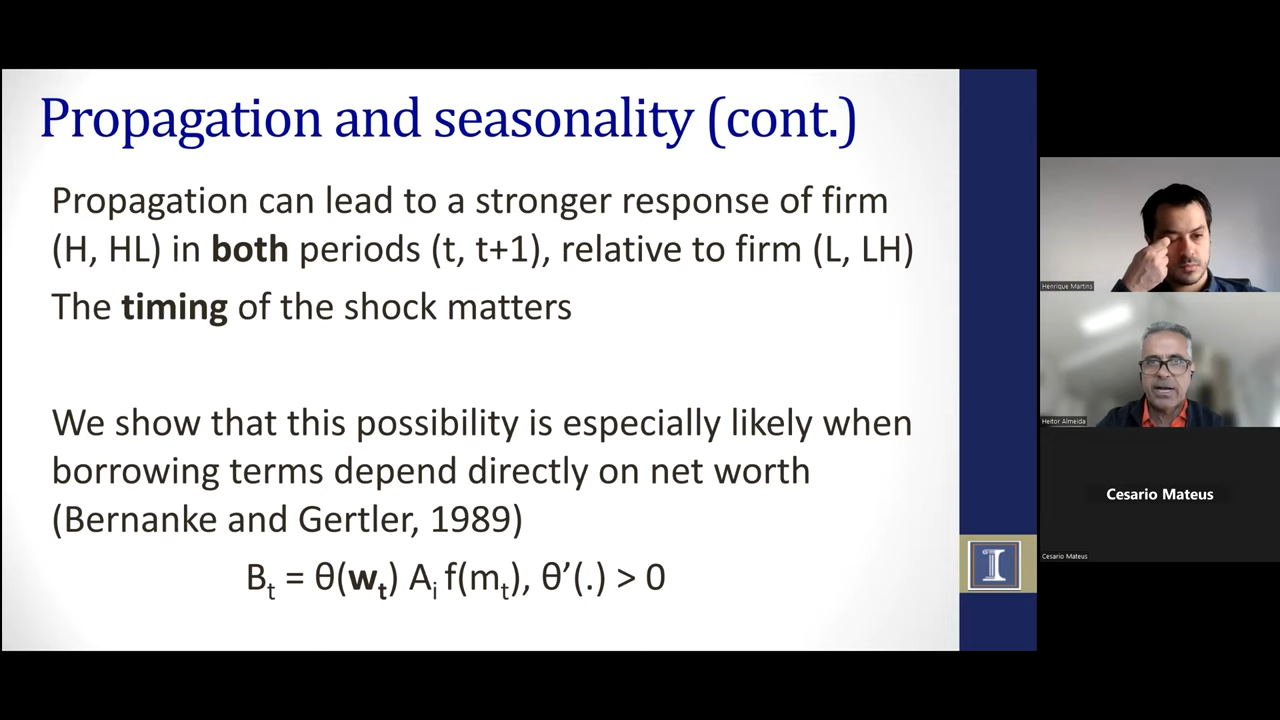 Propagation and seasonality (cont.)
Propagation can lead to a stronger response of firm
(H, HL) in both periods (t, t+1), relative to firm (L, LH)
The timing of the shock matters
We show that this possibility is especially likely when
borrowing terms depend directly on net worth
(Bernanke and Gertler, 1989)
Bt = θ(wt) Ai f(mt), θ’(.) > 0
I
Henrique Martins
Heitor Almeida
Cesario Mateus
Cesario Mateus